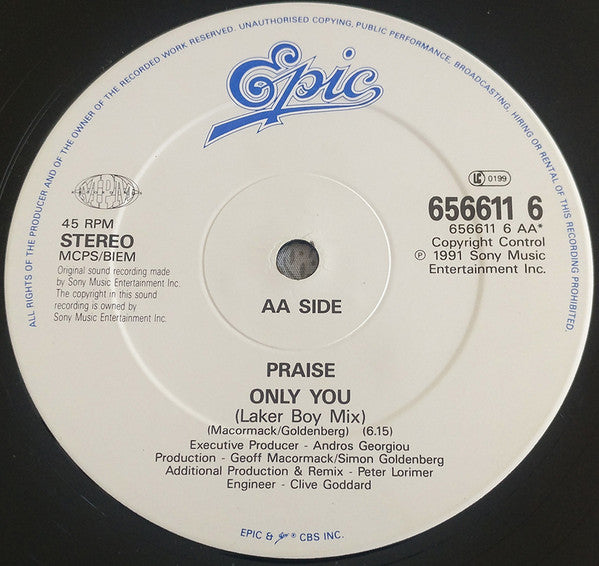 ALL RIGHTS OF THE PRODUCER AND OF THE OWNER OF THE RECORDED WORK RESERVED. UNAUTHORISED COPYING, PUBLIC PERFORMANCE, BROADCASTING, HIRING OR RENTAL OF THIS RECORDING PROHIBITED.
Epic
MPA
LC 0199
45 RPM
STEREO
MCPS/BIEM
Original sound recording made
by Sony Music Entertainment Inc.
The copyright in this sound
recording is owned by
Sony Music Entertainment Inc.
656611 6
656611 6 AA*
Copyright Control
℗ 1991 Sony Music
Entertainment Inc.
AA SIDE
PRAISE
ONLY YOU
(Laker Boy Mix)
(Macormack/Goldenberg) (6.15)
Executive Producer - Andros Georgiou
Production - Geoff Macormack/Simon Goldenberg
Additional Production & Remix - Peter Lorimer
Engineer - Clive Goddard
EPIC & ® CBS INC.